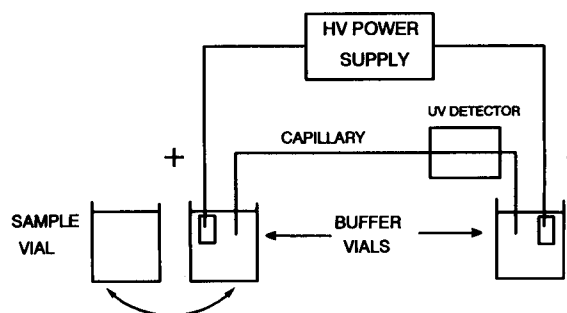 HV POWER
SUPPLY
UV DETECTOR
CAPILLARY
+
SAMPLE
VIAL
BUFFER
VIALS